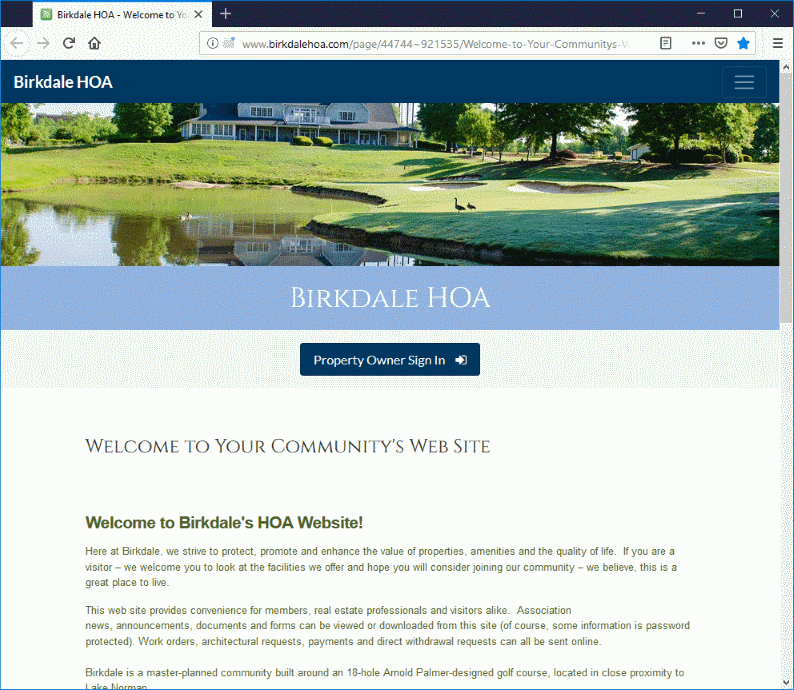 Birkdale HOA - Welcome to Yo
www.birkdalehoa.com/page/44744~921535/Welcome-to-Your-Communitys-W
Birkdale HOA
Birkdale HOA
Property Owner Sign In
Welcome to Your Community's Web Site
Welcome to Birkdale's HOA Website!
Here at Birkdale, we strive to protect, promote and enhance the value of properties, amenities and the quality of life. If you are a
visitor – we welcome you to look at the facilities we offer and hope you will consider joining our community – we believe, this is a
great place to live.
This web site provides convenience for members, real estate professionals and visitors alike. Association
news, announcements, documents and forms can be viewed or downloaded from this site (of course, some information is password
protected). Work orders, architectural requests, payments and direct withdrawal requests can all be sent online.
Birkdale is a master-planned community built around an 18-hole Arnold Palmer-designed golf course, located in close proximity to
Lake Norman